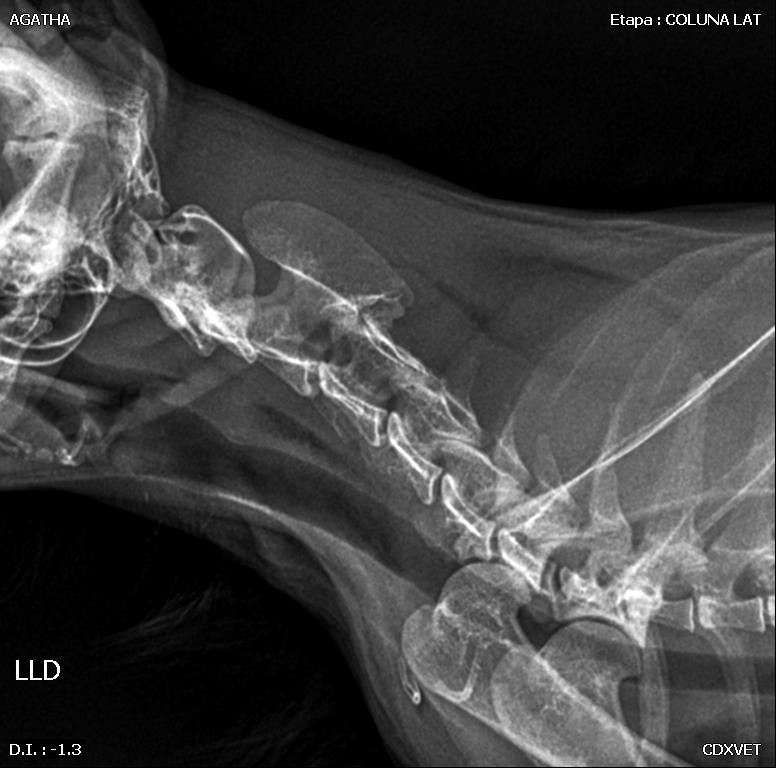 AGATHA
Etapa : COLUNA LAT
LLD
D.I. : -1.3
CDXVET